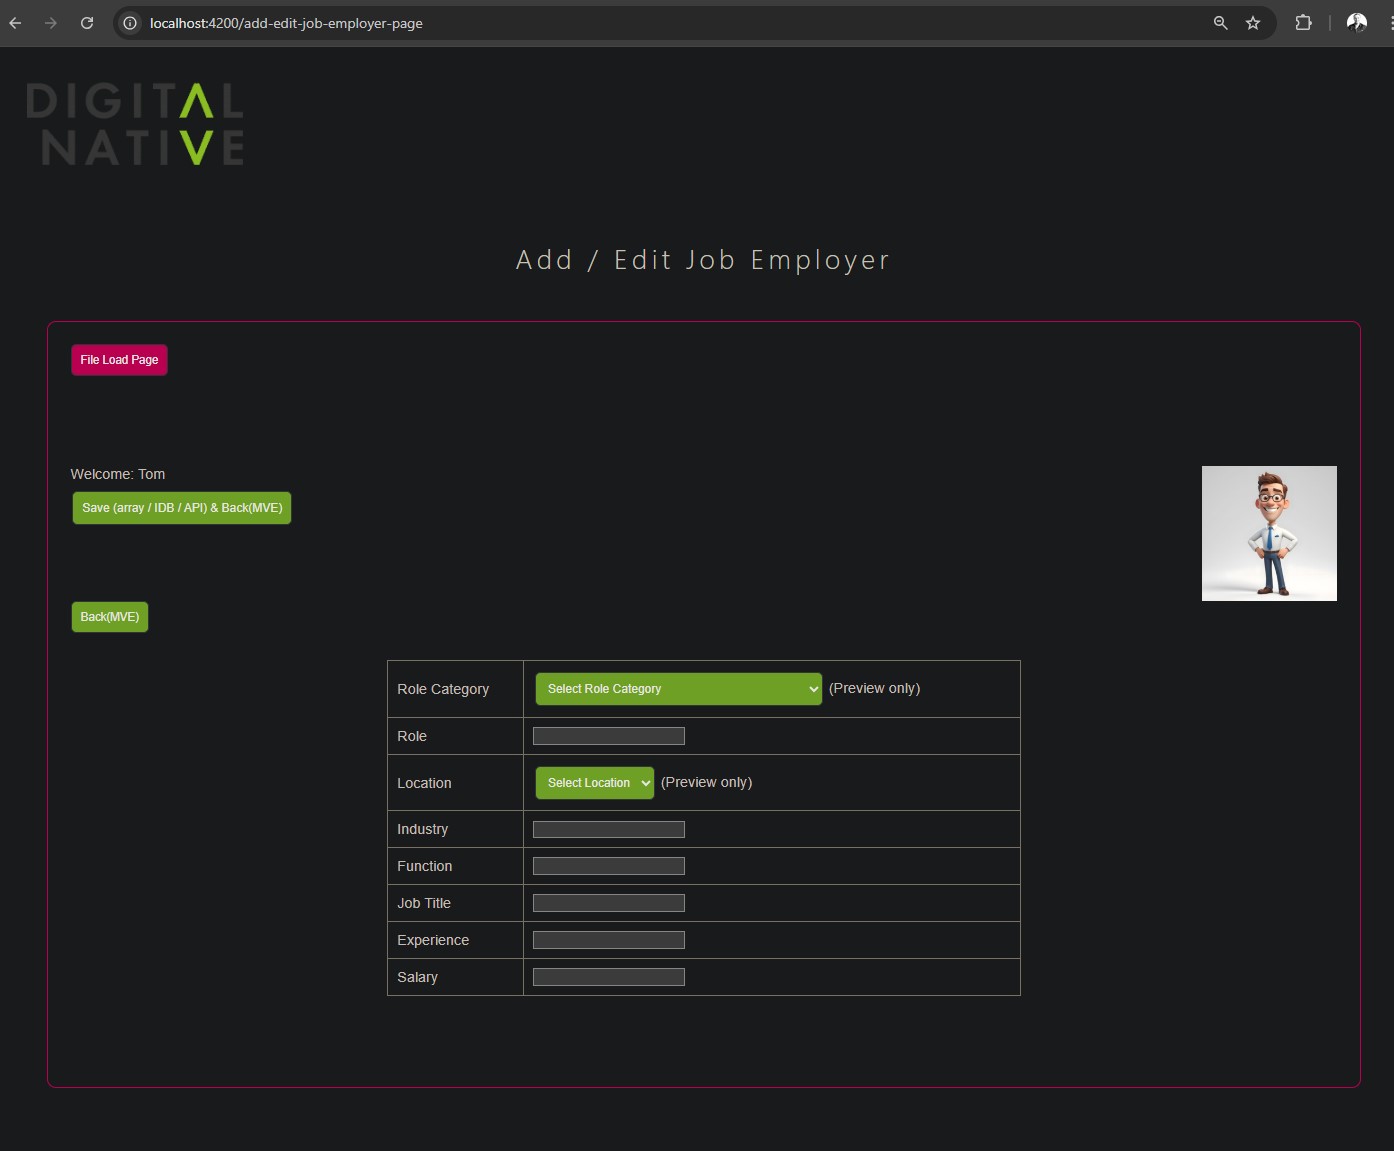 localhost:4200/add-edit-job-employer-page
DIGITAL
NATIVE
Add / Edit Job Employer
File Load Page
Welcome: Tom
Save (array / IDB / API) & Back(MVE)
Back(MVE)
Role Category Select Role Category (Preview only)
Role
Location Select Location (Preview only)
Industry
Function
Job Title
Experience
Salary